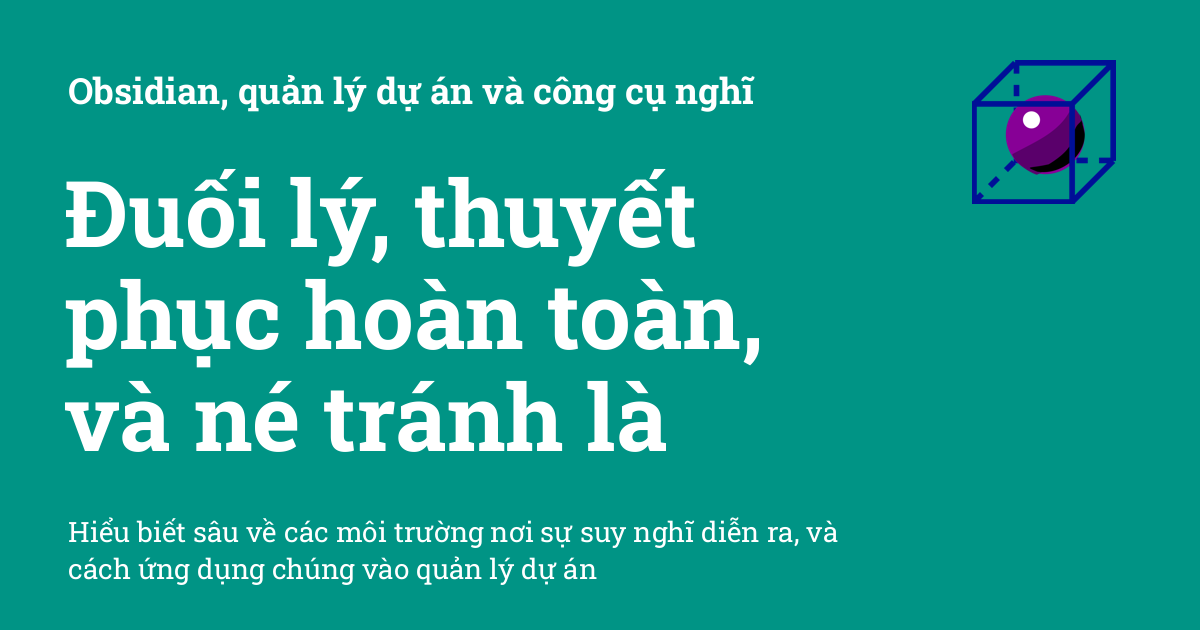 Obsidian, quản lý dự án và công cụ nghĩ
Đuối lý, thuyết
phục hoàn toàn,
và né tránh là
Hiểu biết sâu về các môi trường nơi sự suy nghĩ diễn ra, và
cách ứng dụng chúng vào quản lý dự án